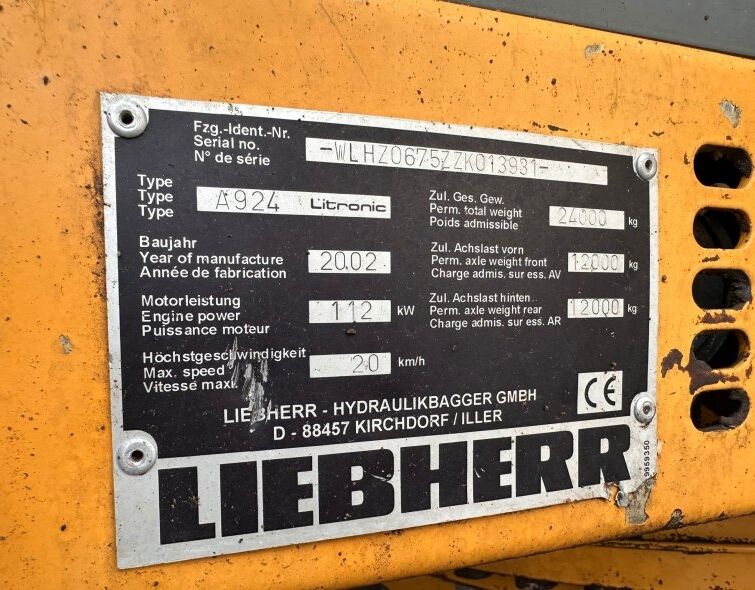 Fzg.-Ident.-Nr.
Serial no.
N° de série
-WLHZ0675ZZK013931-
Type
Type
Type
A924 Litronic
Baujahr
Year of manufacture
Année de fabrication
2002
Motorleistung
Engine power
Puissance moteur
112 kW
Höchstgeschwindigkeit
Max. speed
Vitesse maxi.
20 km/h
Zul. Ges. Gew.
Perm. total weight
Poids admissible
24000 kg
Zul. Achslast vorn
Perm. axle weight front
Charge admis. sur ess. AV
12000 kg
Zul. Achslast hinten
Perm. axle weight rear
Charge admis. sur ess. AR
12000 kg
LIEBHERR - HYDRAULIKBAGGER GMBH
D - 88457 KIRCHDORF / ILLER
CE
LIEBHERR
9959350